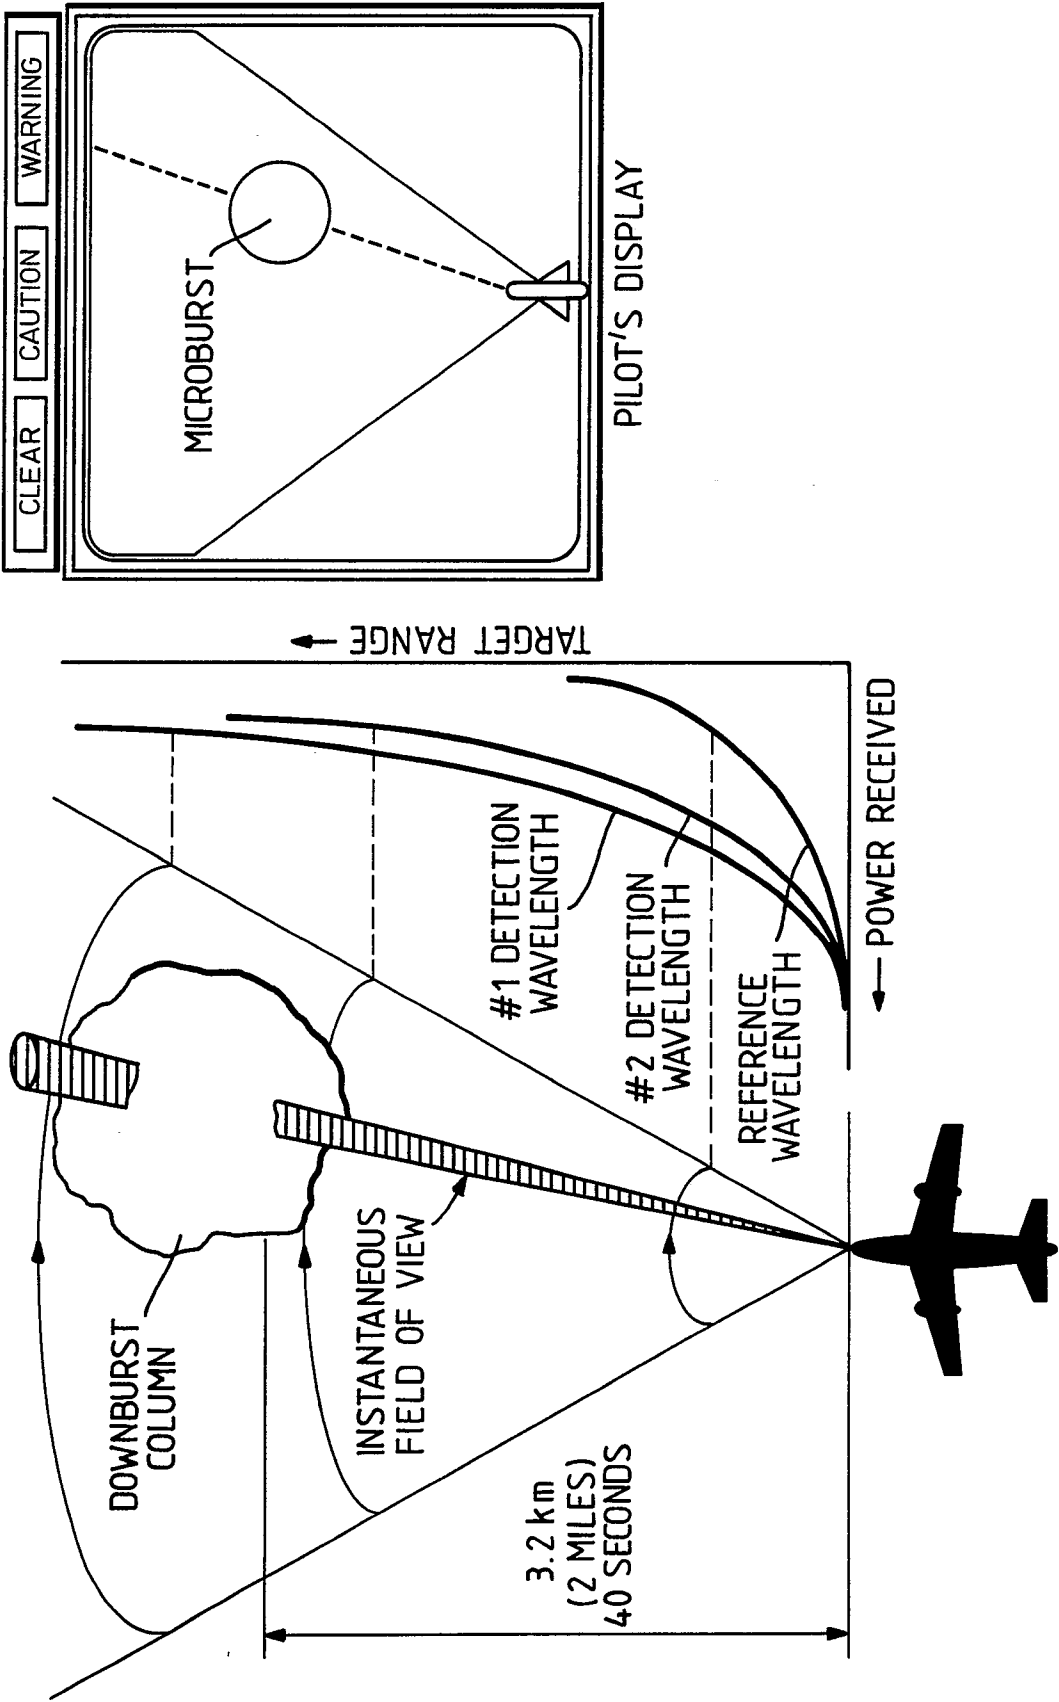 CLEAR
CAUTION
WARNING
MICROBURST
PILOT'S DISPLAY
DOWNBURST
COLUMN
INSTANTANEOUS
FIELD OF VIEW
3.2 km
(2 MILES)
40 SECONDS
#1 DETECTION
WAVELENGTH
#2 DETECTION
WAVELENGTH
REFERENCE
WAVELENGTH
TARGET RANGE
POWER RECEIVED